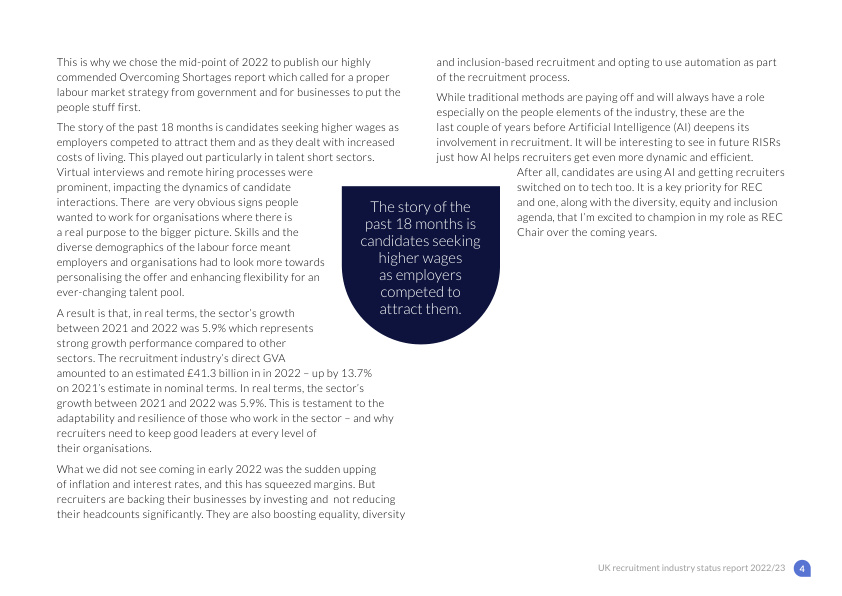 This is why we chose the mid-point of 2022 to publish our highly
commended Overcoming Shortages report which called for a proper
labour market strategy from government and for businesses to put the
people stuff first.
The story of the past 18 months is candidates seeking higher wages as
employers competed to attract them and as they dealt with increased
costs of living. This played out particularly in talent short sectors.
Virtual interviews and remote hiring processes were
prominent, impacting the dynamics of candidate
interactions. There are very obvious signs people
wanted to work for organisations where there is
a real purpose to the bigger picture. Skills and the
diverse demographics of the labour force meant
employers and organisations had to look more towards
personalising the offer and enhancing flexibility for an
ever-changing talent pool.
A result is that, in real terms, the sector's growth
between 2021 and 2022 was 5.9% which represents
strong growth performance compared to other
sectors. The recruitment industry's direct GVA
amounted to an estimated £41.3 billion in in 2022 – up by 13.7%
on 2021's estimate in nominal terms. In real terms, the sector's
growth between 2021 and 2022 was 5.9%. This is testament to the
adaptability and resilience of those who work in the sector – and why
recruiters need to keep good leaders at every level of
their organisations.
What we did not see coming in early 2022 was the sudden upping
of inflation and interest rates, and this has squeezed margins. But
recruiters are backing their businesses by investing and not reducing
their headcounts significantly. They are also boosting equality, diversity
and inclusion-based recruitment and opting to use automation as part
of the recruitment process.
While traditional methods are paying off and will always have a role
especially on the people elements of the industry, these are the
last couple of years before Artificial Intelligence (AI) deepens its
involvement in recruitment. It will be interesting to see in future RISRs
just how AI helps recruiters get even more dynamic and efficient.
After all, candidates are using AI and getting recruiters
switched on to tech too. It is a key priority for REC
and one, along with the diversity, equity and inclusion
agenda, that I'm excited to champion in my role as REC
Chair over the coming years.
The story of the
past 18 months is
candidates seeking
higher wages
as employers
competed to
attract them.
UK recruitment industry status report 2022/23 4